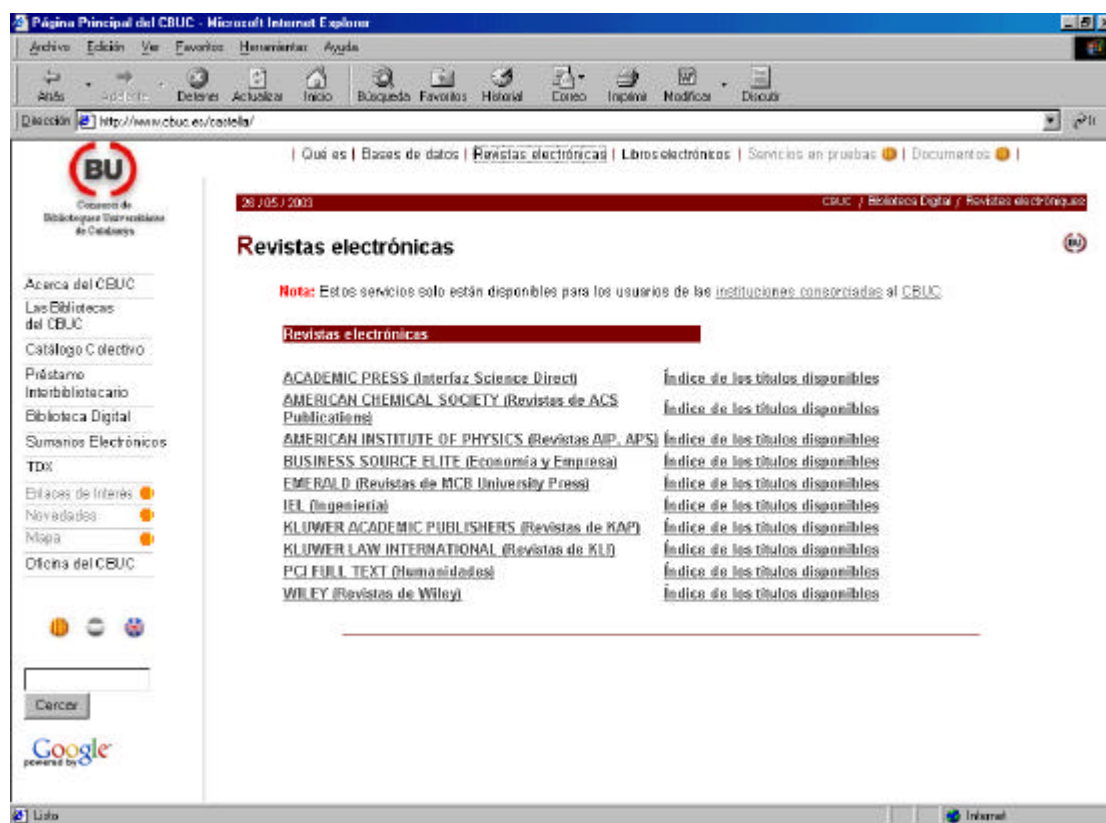 Página Principal del CBUC - Microsoft Internet Explorer
Archivo Edición Ver Favoritos Herramientas Ayuda
Atrás Adelante Detener Actualizar Inicio Búsqueda Favoritos Historial Correo Imprimir Modificar Discutir
Dirección http://www.cbuc.es/castella/
| Qué es | Bases de datos | Revistas electrónicas | Libros electrónicos | Servicios en pruebas | Documentos |
BU
Consorci de
Biblioteques Universitàries
de Catalunya
26 / 05 / 2003 CBUC / Biblioteca Digital / Revistes electròniques
Revistas electrónicas
BU
Nota: Estos servicios solo están disponibles para los usuarios de las instituciones consorciadas al CBUC.
Revistas electrónicas
ACADEMIC PRESS (Interfaz Science Direct) Índice de los títulos disponibles
AMERICAN CHEMICAL SOCIETY (Revistas de ACS
Publications) Índice de los títulos disponibles
AMERICAN INSTITUTE OF PHYSICS (Revistas AIP, APS) Índice de los títulos disponibles
BUSINESS SOURCE ELITE (Economía y Empresa) Índice de los títulos disponibles
EMERALD (Revistas de MCB University Press) Índice de los títulos disponibles
IEL (Ingeniería) Índice de los títulos disponibles
KLUWER ACADEMIC PUBLISHERS (Revistas de KAP) Índice de los títulos disponibles
KLUWER LAW INTERNATIONAL (Revistas de KLI) Índice de los títulos disponibles
PCI FULL TEXT (Humanidades) Índice de los títulos disponibles
WILEY (Revistas de Wiley) Índice de los títulos disponibles
Acerca del CBUC
Las Bibliotecas
del CBUC
Catálogo Colectivo
Préstamo
Interbibliotecario
Biblioteca Digital
Sumarios Electrónicos
TDX
Enlaces de Interés
Novedades
Mapa
Oficina del CBUC
Cercar
Google
powered by
Listo Internet